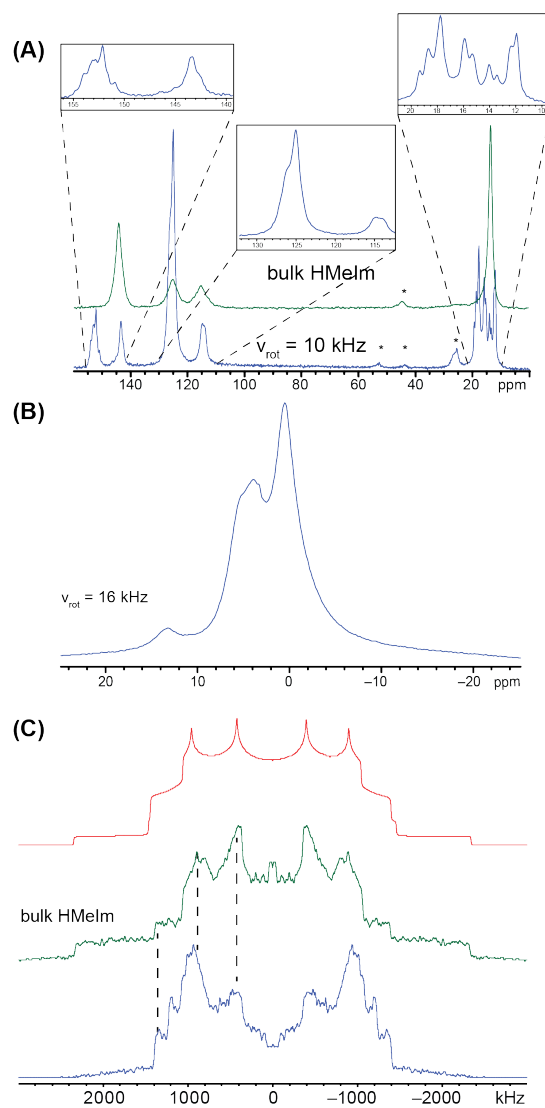 (A)
155 150 145 140
20 18 16 14 12 10
130 125 120 115
bulk HMeIm
*
ν_rot = 10 kHz
* * *
140 120 100 80 60 40 20 ppm
(B)
ν_rot = 16 kHz
20 10 0 −10 −20 ppm
(C)
bulk HMeIm
2000 1000 0 −1000 −2000 kHz